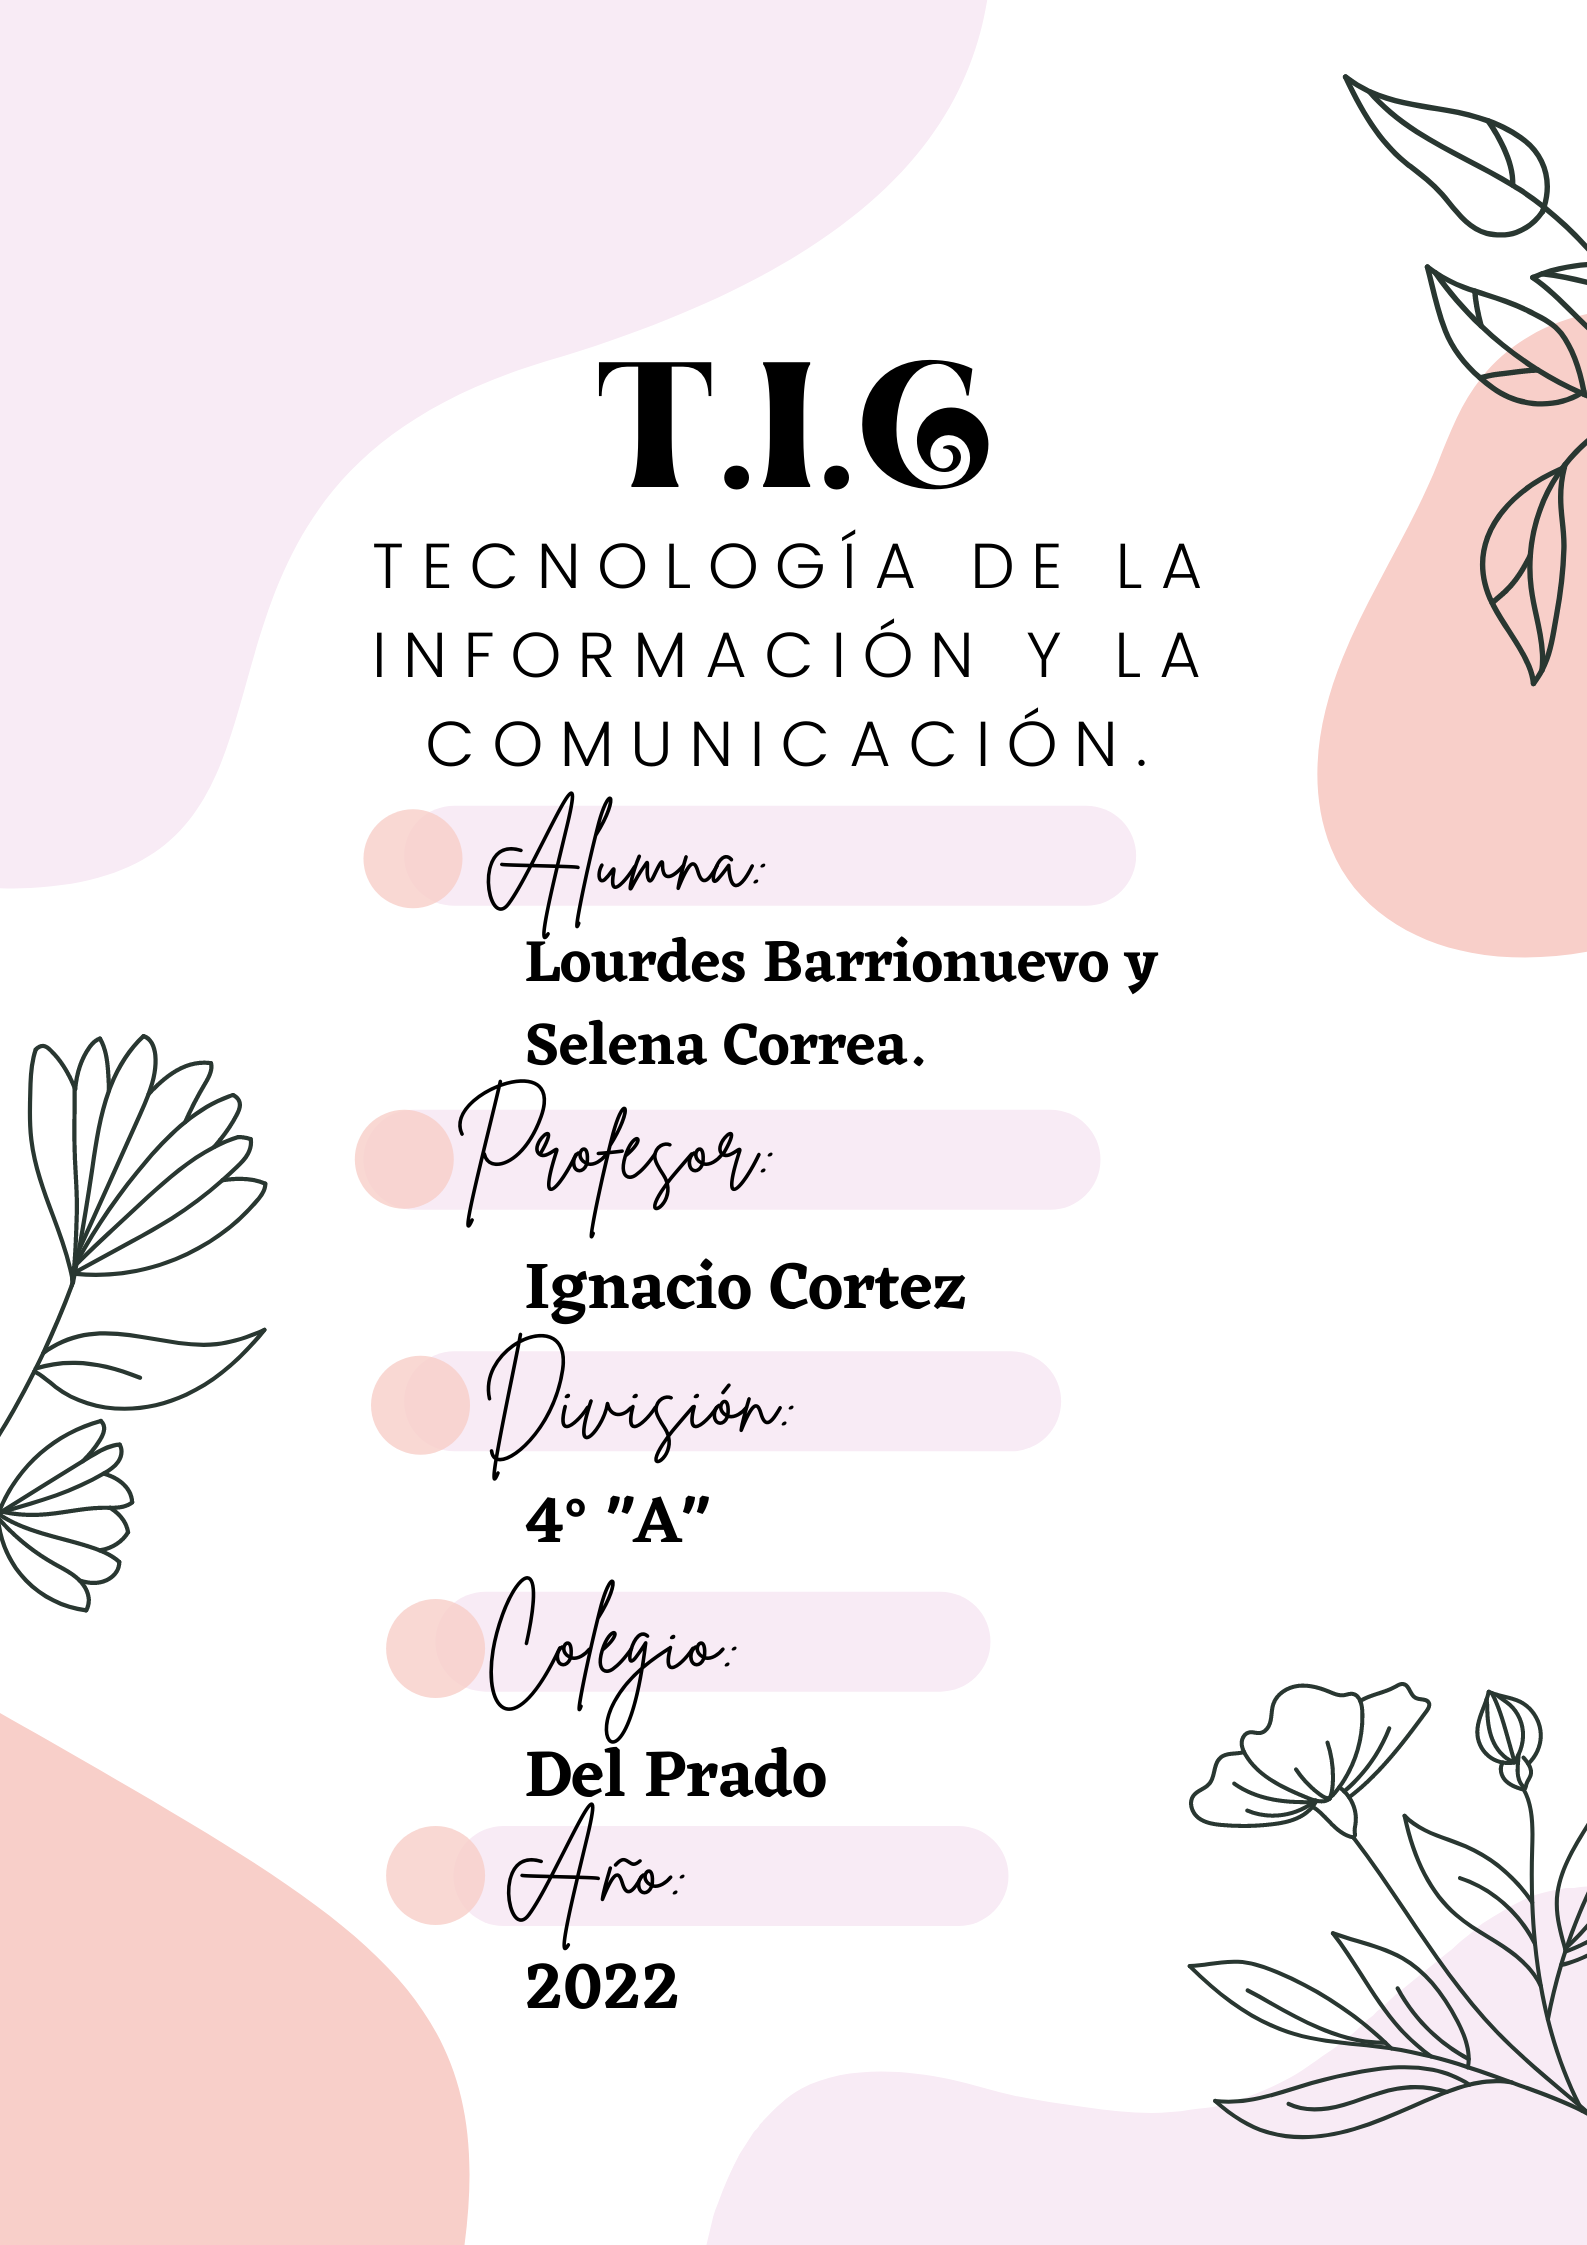 T.I.C
TECNOLOGÍA DE LA
INFORMACIÓN Y LA
COMUNICACIÓN.
Alumna:
Lourdes Barrionuevo y
Selena Correa.
Profesor:
Ignacio Cortez
División:
4° "A"
Colegio:
Del Prado
Año:
2022